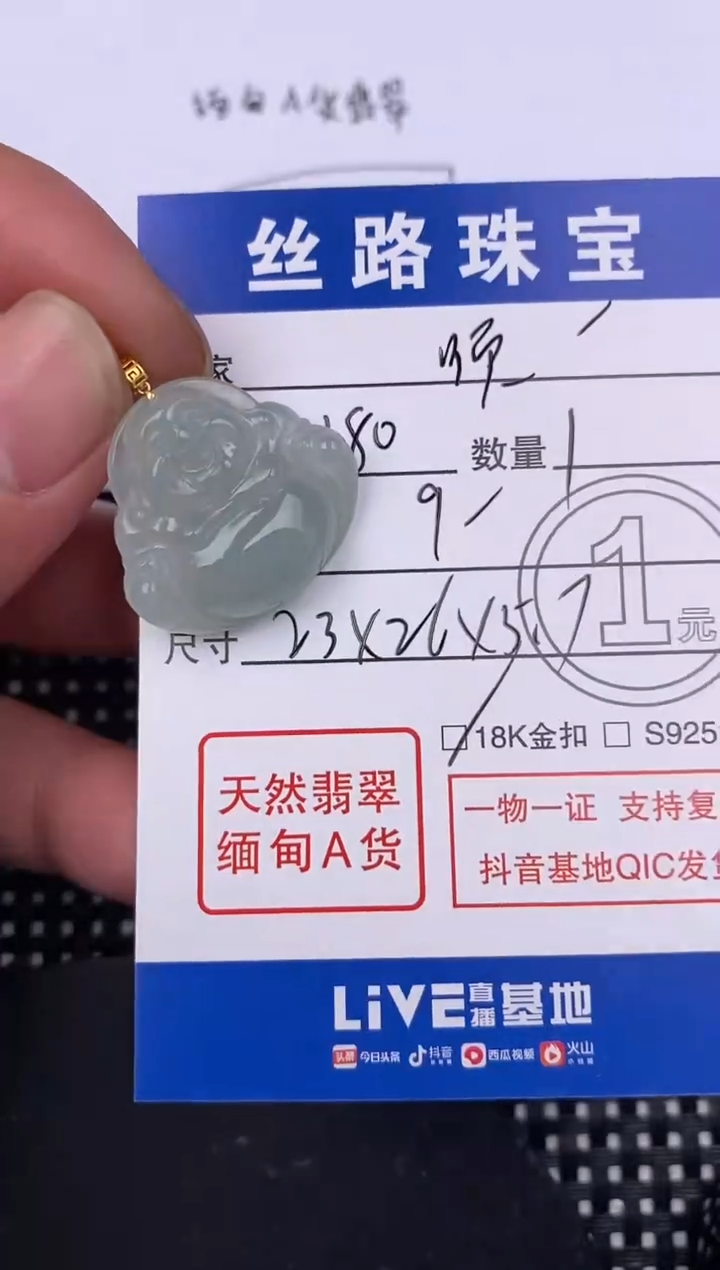 缅甸A货翡翠
丝路珠宝
家
180 数量 1
9
1元
尺寸 23X26X5.7
18K金扣 S925
天然翡翠
缅甸A货
一物一证 支持复
抖音基地QIC发货
LiVE直播基地
头条 今日头条 抖音 西瓜视频 火山